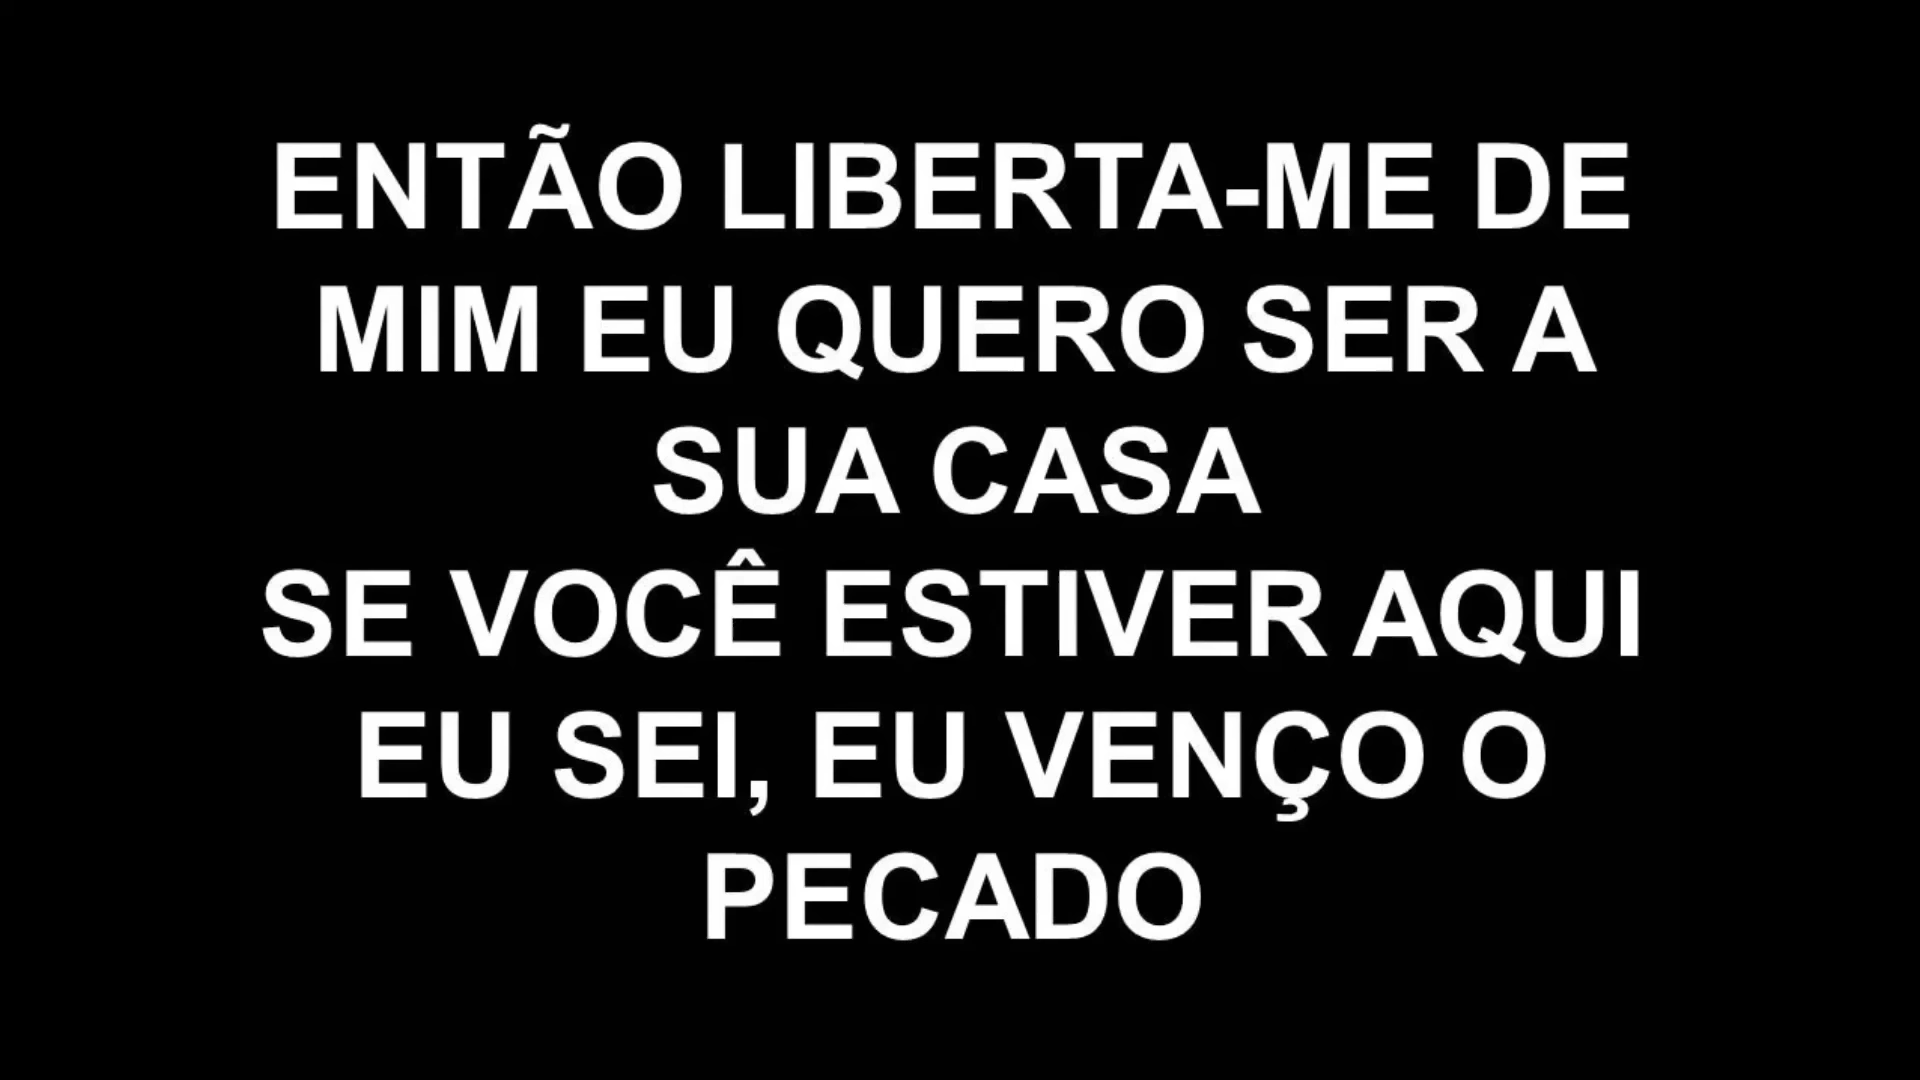 ENTÃO LIBERTA-ME DE
MIM EU QUERO SER A
SUA CASA
SE VOCÊ ESTIVER AQUI
EU SEI, EU VENÇO O
PECADO